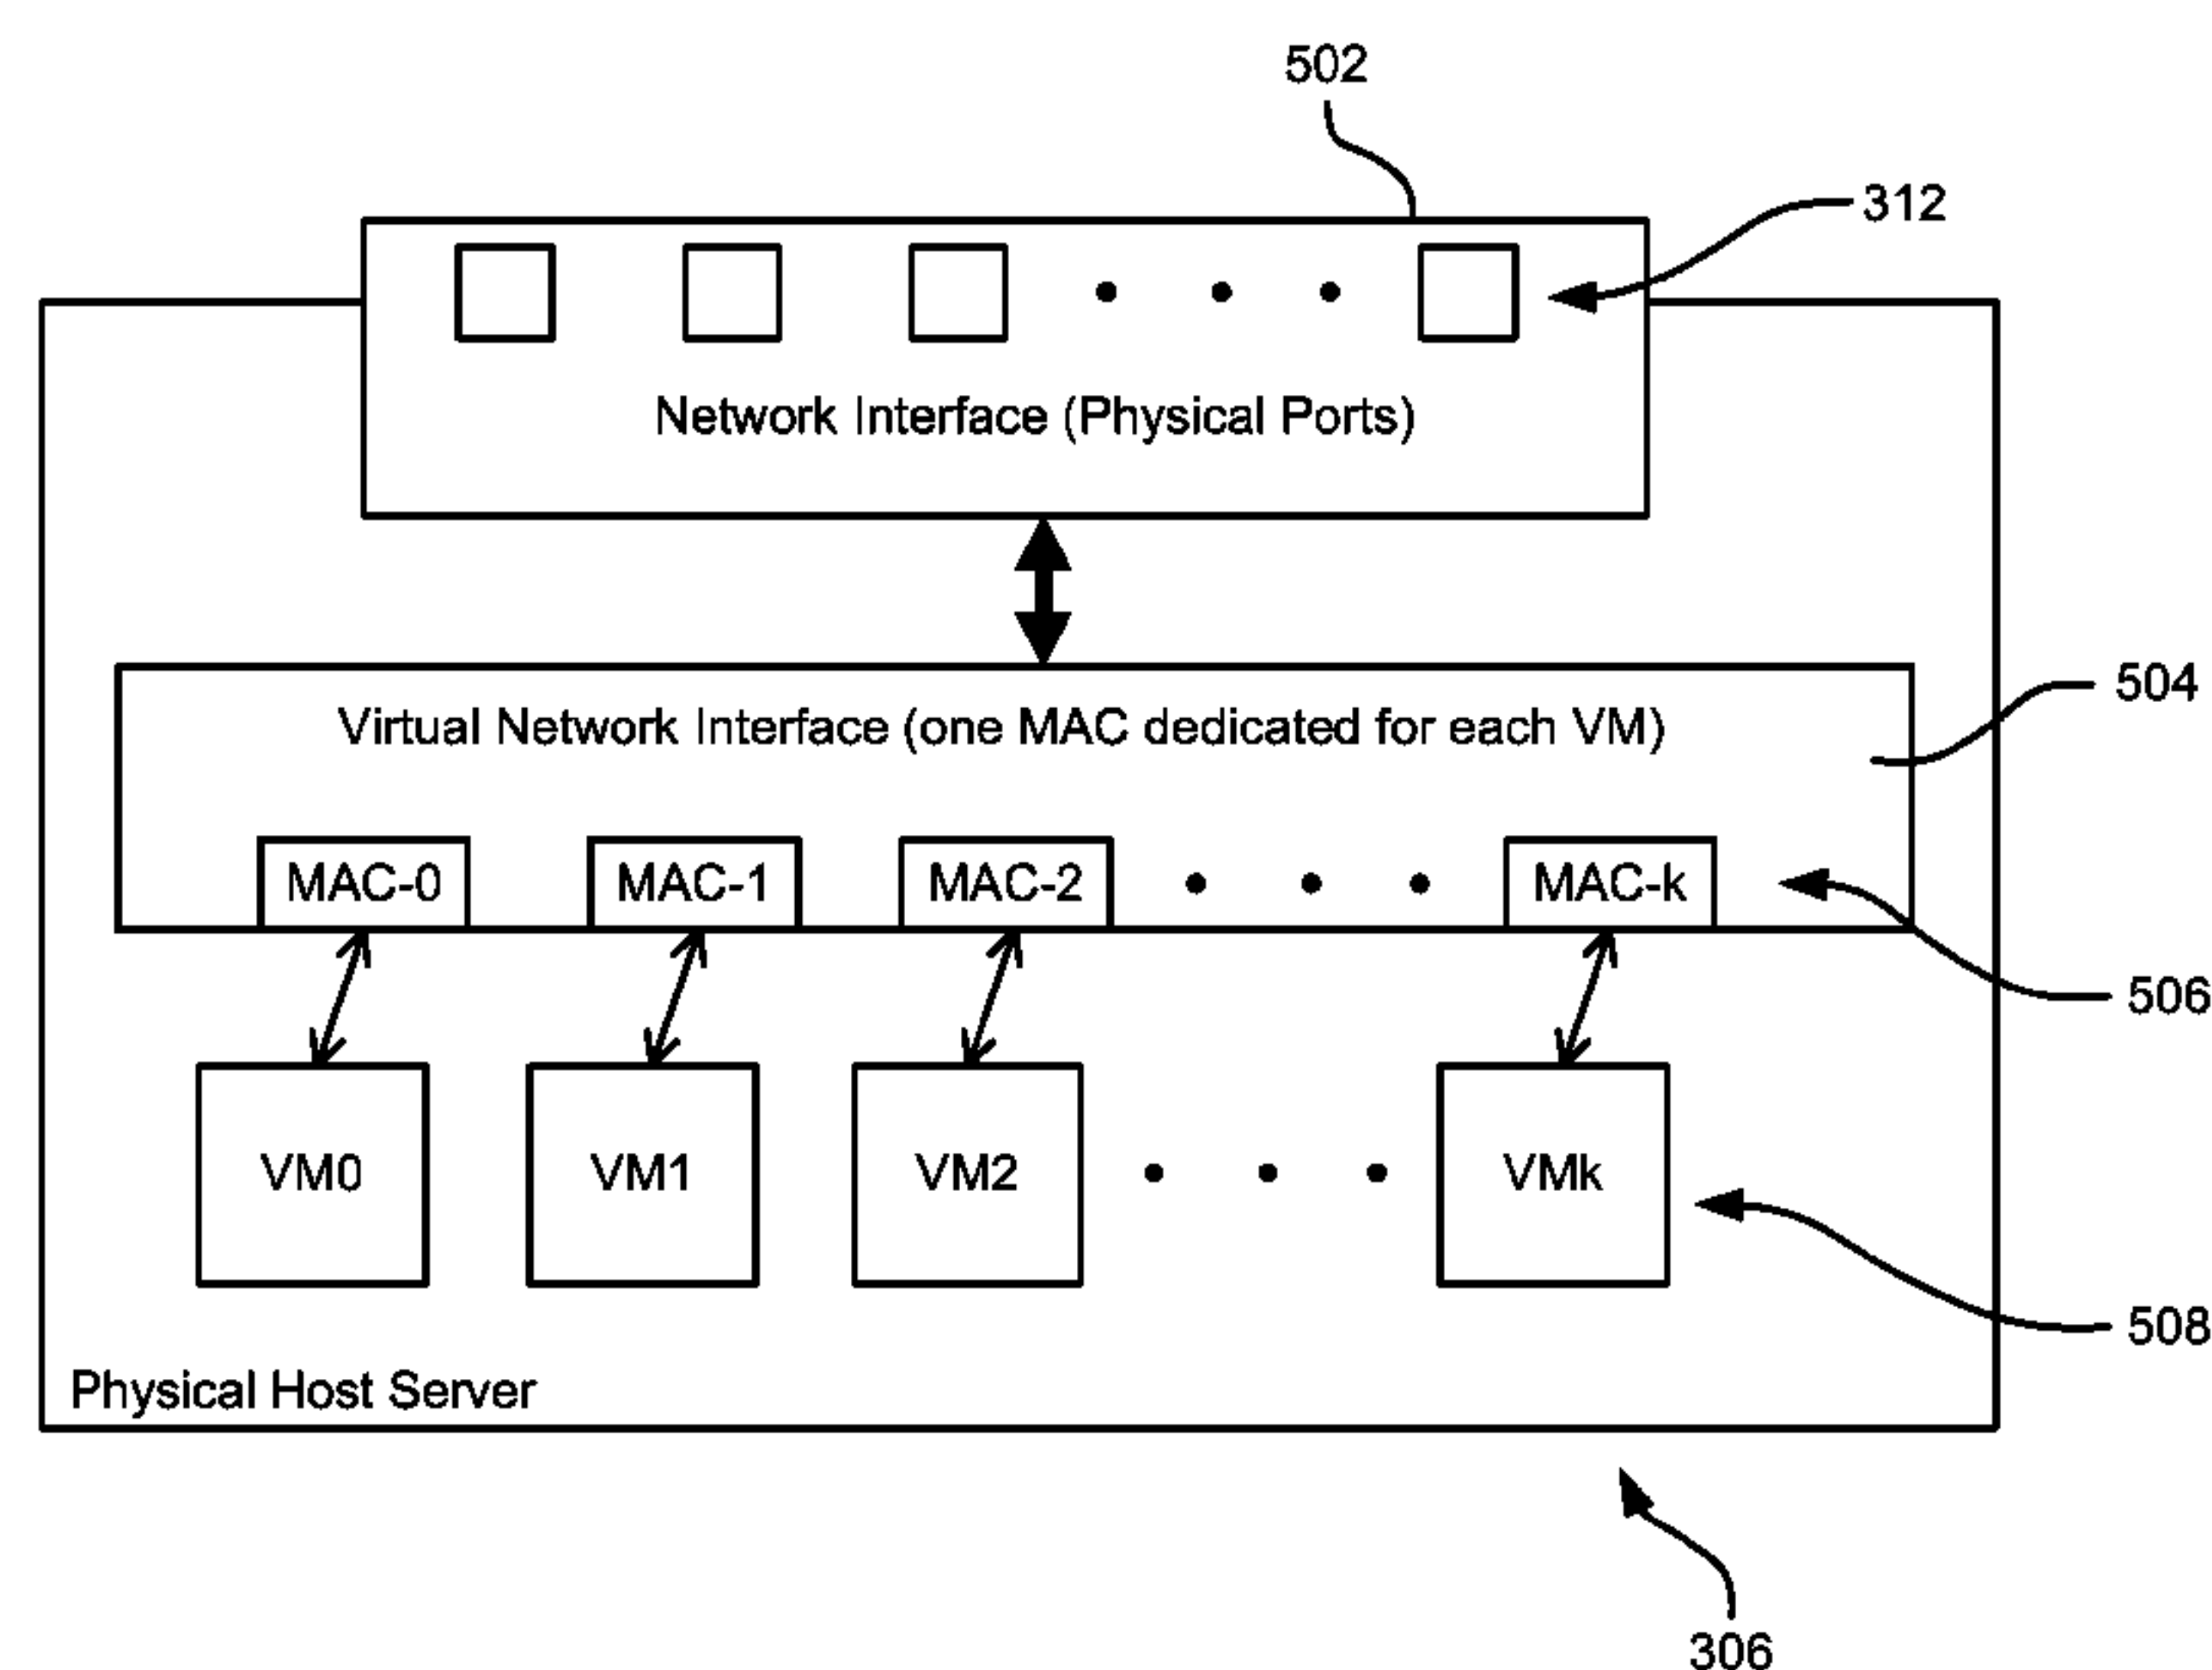 502
312
Network Interface (Physical Ports)
504
Virtual Network Interface (one MAC dedicated for each VM)
MAC-0 MAC-1 MAC-2 MAC-k
506
VM0 VM1 VM2 VMk
508
Physical Host Server
306